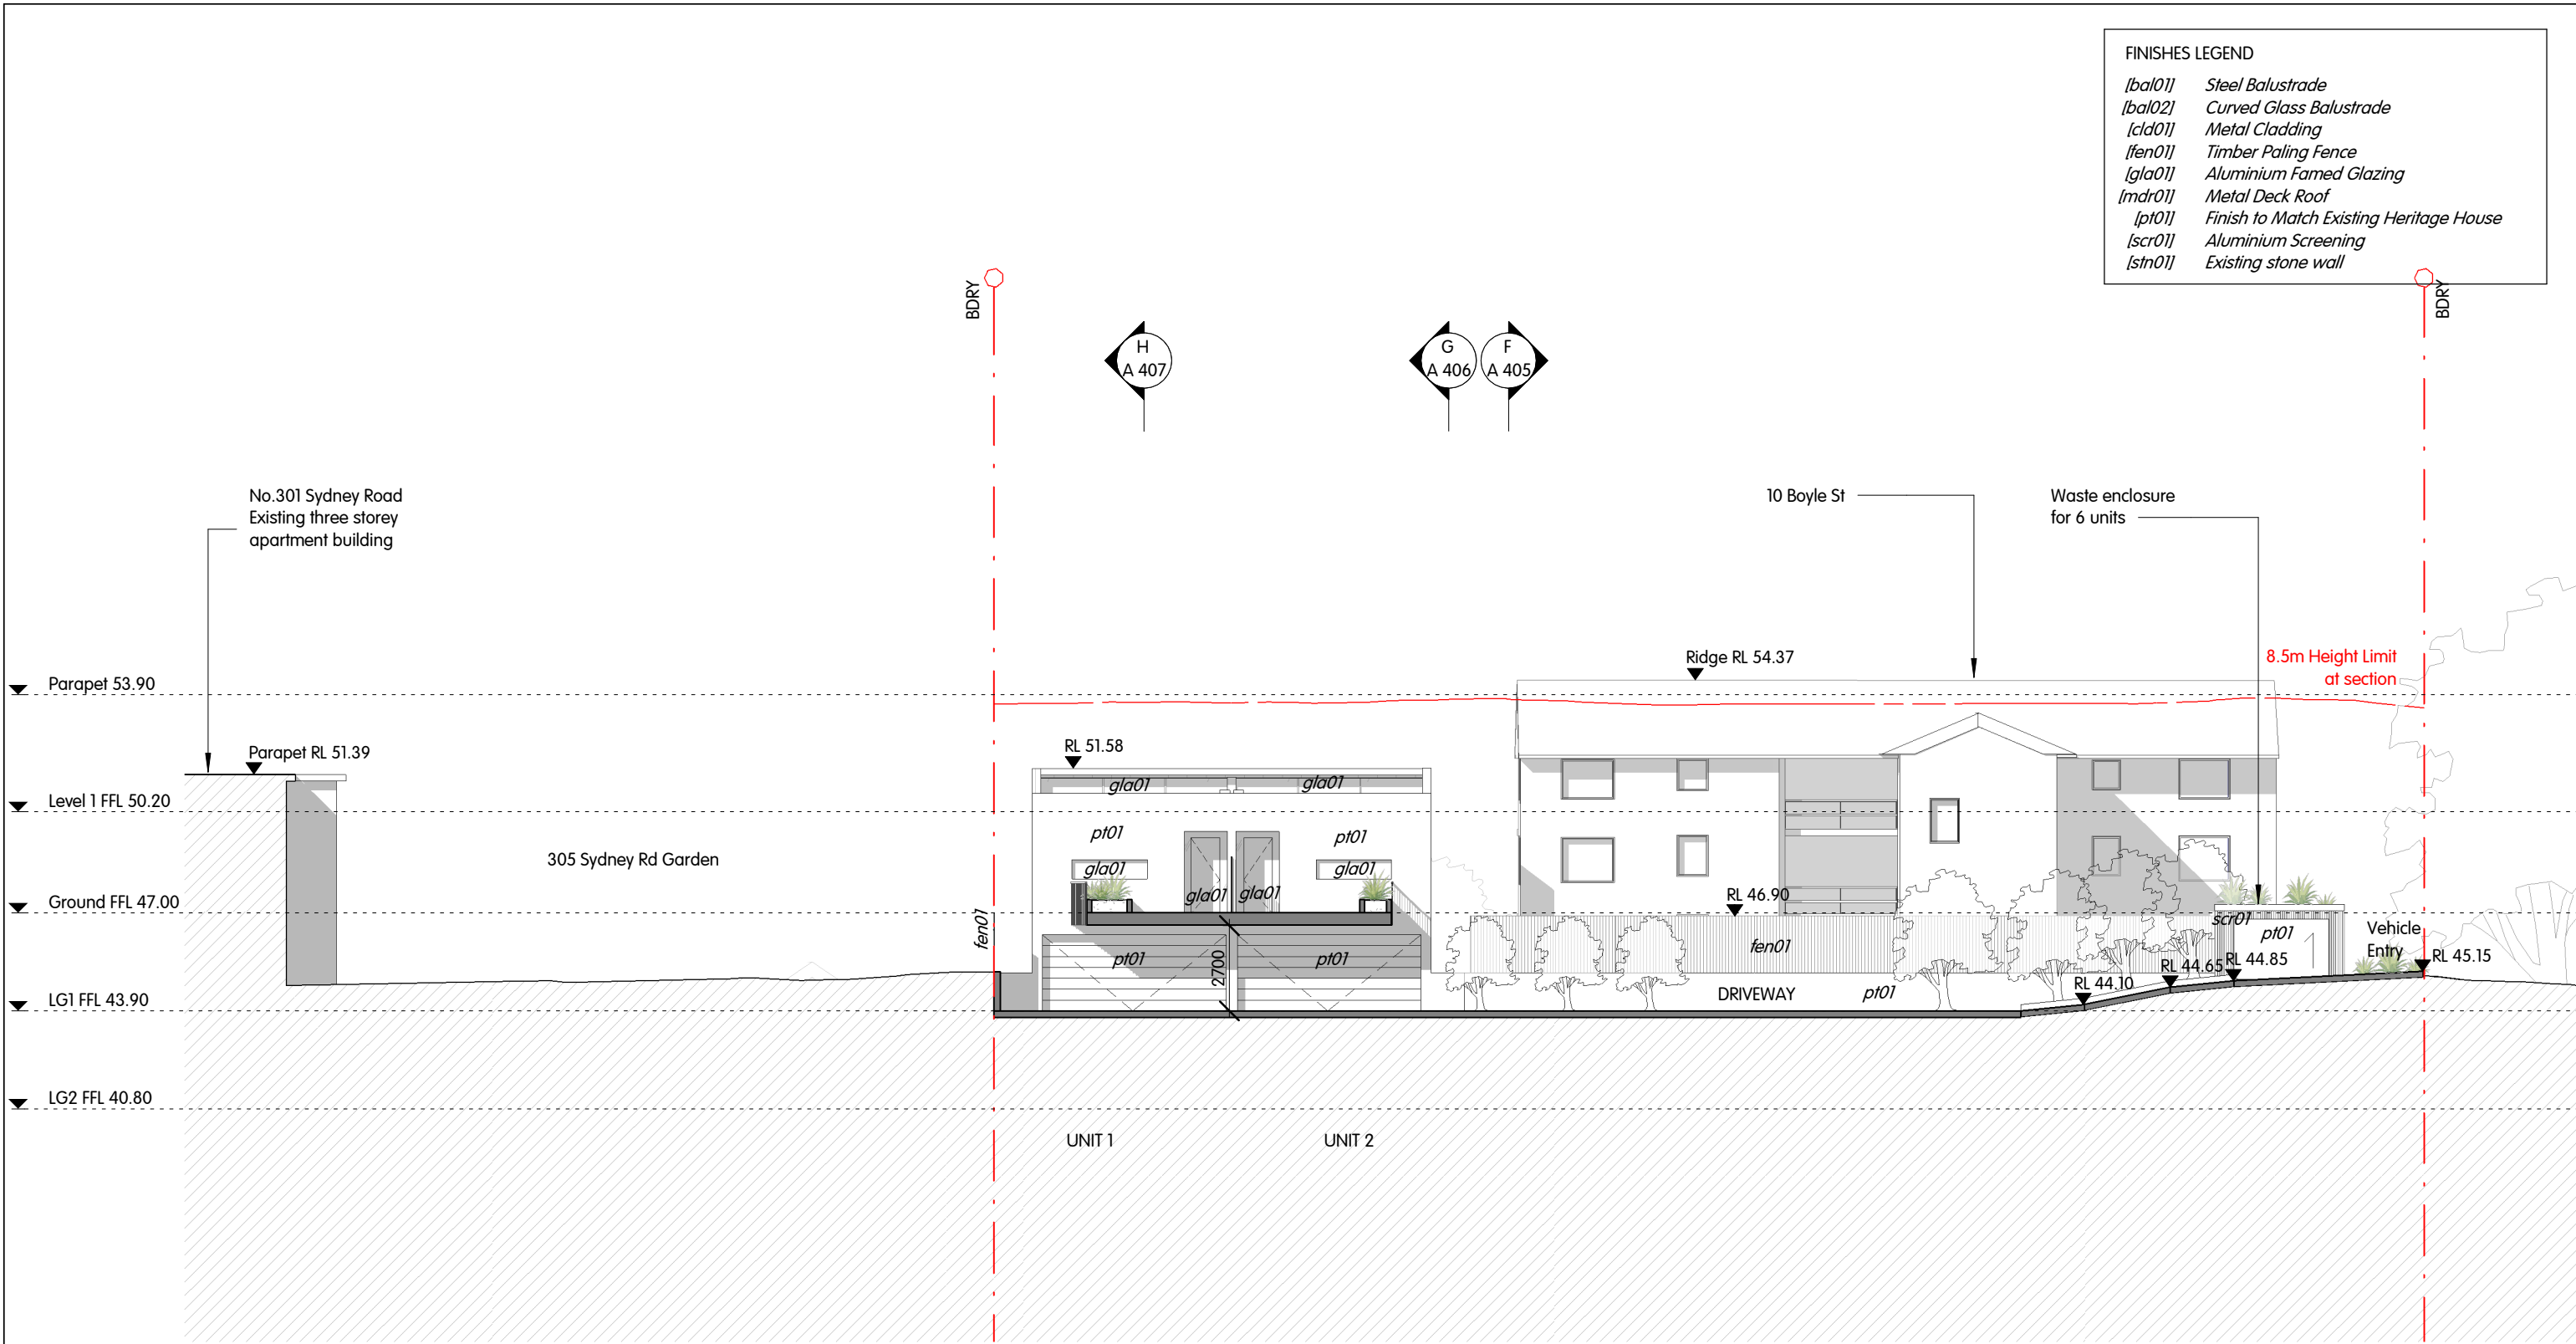 FINISHES LEGEND
[bal01] Steel Balustrade
[bal02] Curved Glass Balustrade
[cld01] Metal Cladding
[fen01] Timber Paling Fence
[gla01] Aluminium Famed Glazing
[mdr01] Metal Deck Roof
[pt01] Finish to Match Existing Heritage House
[scr01] Aluminium Screening
[stn01] Existing stone wall
BDRY
BDRY
H
A 407
G
A 406
F
A 405
No.301 Sydney Road
Existing three storey
apartment building
10 Boyle St
Waste enclosure
for 6 units
8.5m Height Limit
at section
Ridge RL 54.37
Parapet 53.90
Parapet RL 51.39
RL 51.58
gla01
gla01
Level 1 FFL 50.20
pt01
pt01
305 Sydney Rd Garden
gla01
gla01
gla01
gla01
Ground FFL 47.00
RL 46.90
fen01
scr01
pt01
Vehicle
Entry
fen01
pt01
pt01
2700
RL 45.15
RL 44.85
RL 44.65
RL 44.10
DRIVEWAY
pt01
LG1 FFL 43.90
LG2 FFL 40.80
UNIT 1
UNIT 2